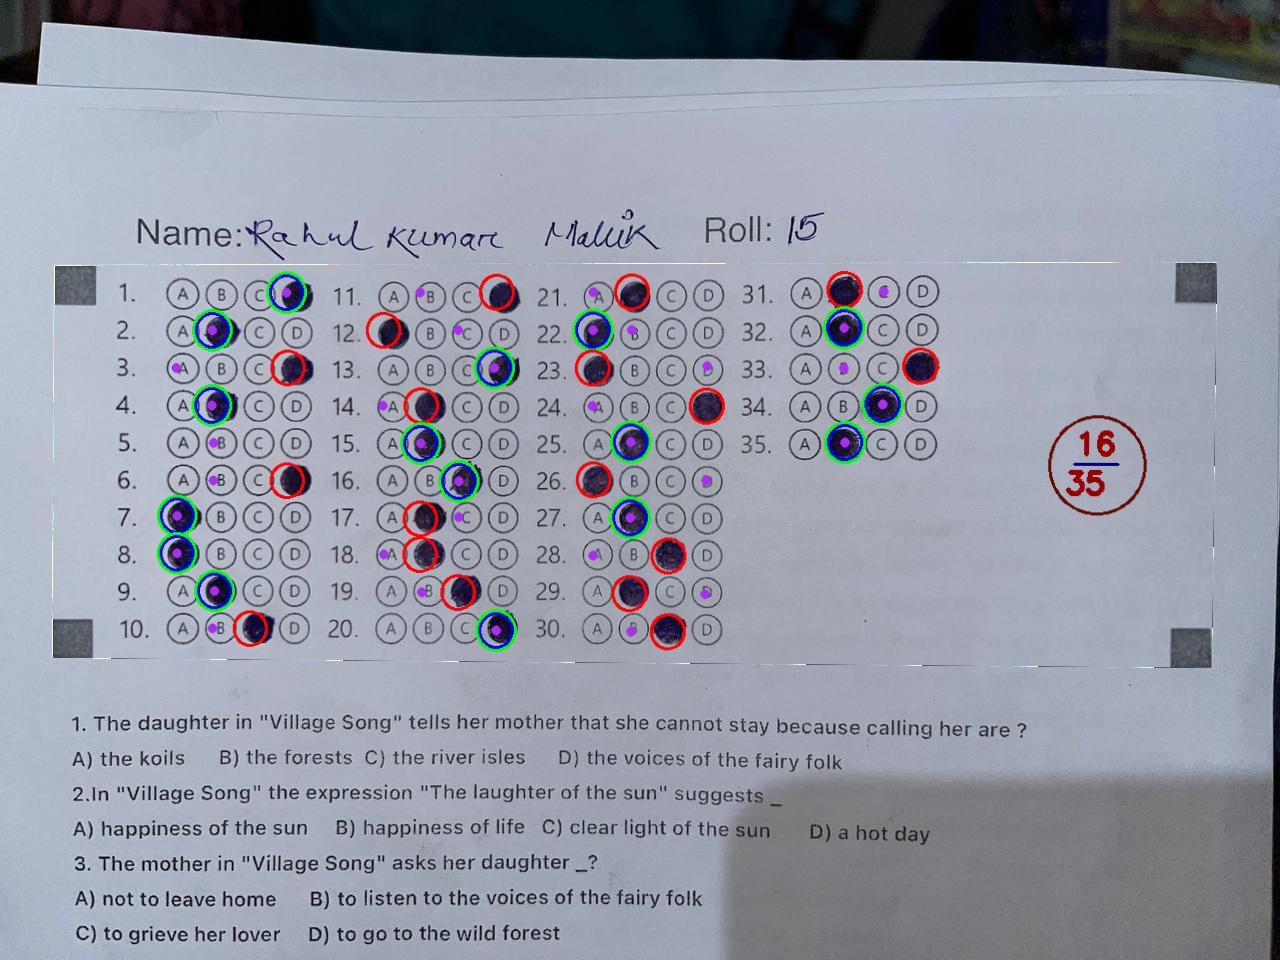 Name: Rahul Kumar Mallik Roll: 15
1. A B C 11. A B C 21. A C D 31. A D
2. A C D 12. B C D 22. B C D 32. A C D
3. A B C 13. A B C 23. B C D 33. A B C
4. A C D 14. A C D 24. A B C 34. A B D
5. A B C D 15. A C D 25. A C D 35. A C D
6. A B C 16. A B D 26. B C D
7. B C D 17. A C D 27. A C D
8. B C D 18. A C D 28. A B D
9. A C D 19. A B D 29. A C D
10. A B D 20. A B C 30. A B D
16
35
1. The daughter in "Village Song" tells her mother that she cannot stay because calling her are ?
A) the koils B) the forests C) the river isles D) the voices of the fairy folk
2.In "Village Song" the expression "The laughter of the sun" suggests _
A) happiness of the sun B) happiness of life C) clear light of the sun D) a hot day
3. The mother in "Village Song" asks her daughter _?
A) not to leave home B) to listen to the voices of the fairy folk
C) to grieve her lover D) to go to the wild forest